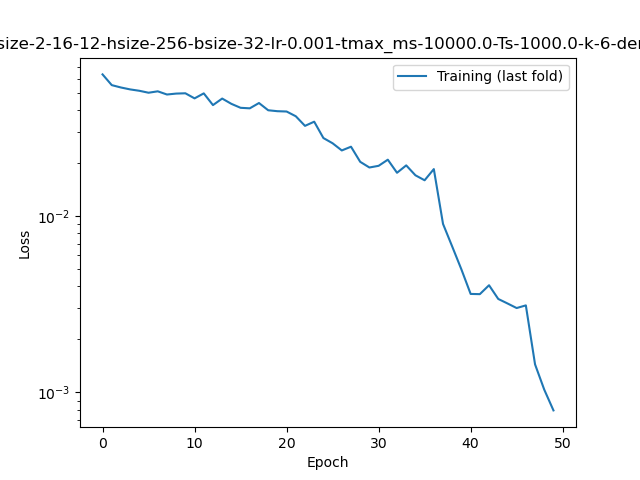 size-2-16-12-hsize-256-bsize-32-lr-0.001-tmax_ms-10000.0-Ts-1000.0-k-6-der
Training (last fold)
10⁻²
10⁻³
Loss
0 10 20 30 40 50
Epoch